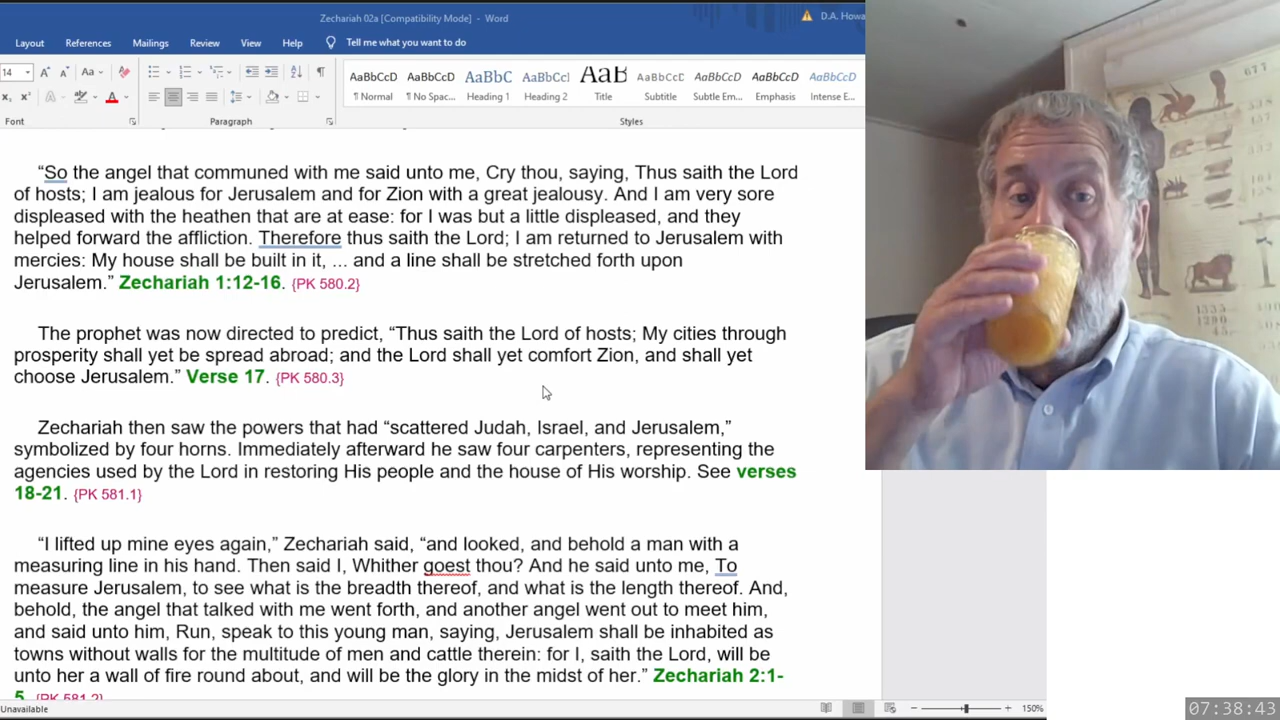 Zechariah 02a [Compatibility Mode] - Word
D.A. Howa
Layout References Mailings Review View Help Tell me what you want to do
14
Aa
AaBbCcD AaBbCcD AaBbC AaBbCcI AaB AaBbCcD AaBbCcD AaBbCcD AaBbCcD
¶ Normal ¶ No Spac... Heading 1 Heading 2 Title Subtitle Subtle Em... Emphasis Intense E...
Font Paragraph Styles
“So the angel that communed with me said unto me, Cry thou, saying, Thus saith the Lord
of hosts; I am jealous for Jerusalem and for Zion with a great jealousy. And I am very sore
displeased with the heathen that are at ease: for I was but a little displeased, and they
helped forward the affliction. Therefore thus saith the Lord; I am returned to Jerusalem with
mercies: My house shall be built in it, ... and a line shall be stretched forth upon
Jerusalem.” Zechariah 1:12-16. {PK 580.2}
The prophet was now directed to predict, “Thus saith the Lord of hosts; My cities through
prosperity shall yet be spread abroad; and the Lord shall yet comfort Zion, and shall yet
choose Jerusalem.” Verse 17. {PK 580.3}
Zechariah then saw the powers that had “scattered Judah, Israel, and Jerusalem,”
symbolized by four horns. Immediately afterward he saw four carpenters, representing the
agencies used by the Lord in restoring His people and the house of His worship. See verses
18-21. {PK 581.1}
“I lifted up mine eyes again,” Zechariah said, “and looked, and behold a man with a
measuring line in his hand. Then said I, Whither goest thou? And he said unto me, To
measure Jerusalem, to see what is the breadth thereof, and what is the length thereof. And,
behold, the angel that talked with me went forth, and another angel went out to meet him,
and said unto him, Run, speak to this young man, saying, Jerusalem shall be inhabited as
towns without walls for the multitude of men and cattle therein: for I, saith the Lord, will be
unto her a wall of fire round about, and will be the glory in the midst of her.” Zechariah 2:1-
5. {PK 581.2}
Unavailable
150%
677
07:38:43